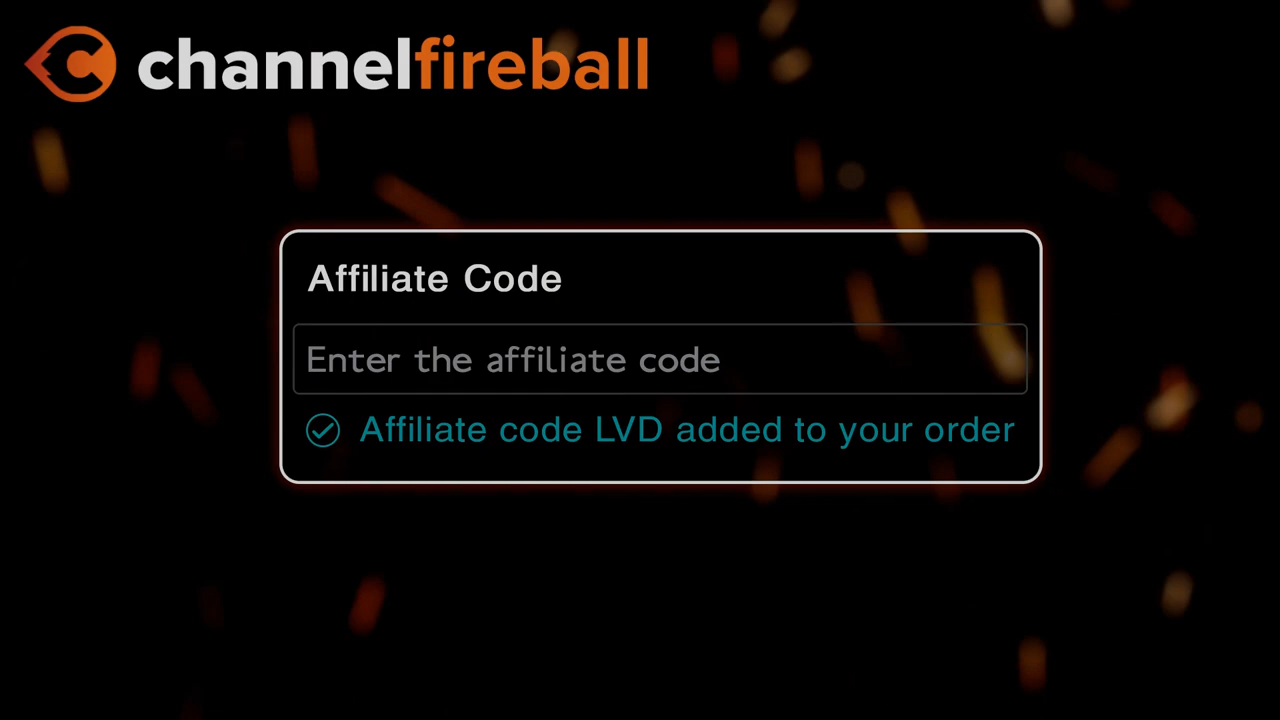 channelfireball
Affiliate Code
Enter the affiliate code
Affiliate code LVD added to your order